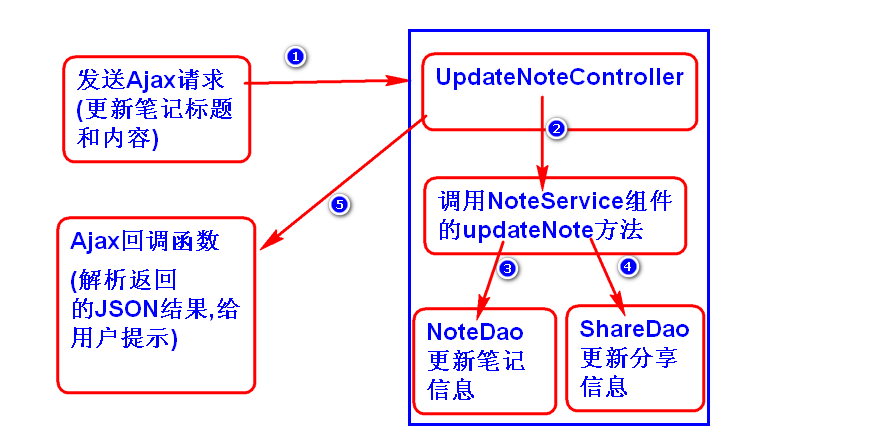 ①
发送Ajax请求
(更新笔记标题
和内容)
UpdateNoteController
②
调用NoteService组件
的updateNote方法
③
④
NoteDao
更新笔记
信息
ShareDao
更新分享
信息
⑤
Ajax回调函数
(解析返回
的JSON结果,给
用户提示)